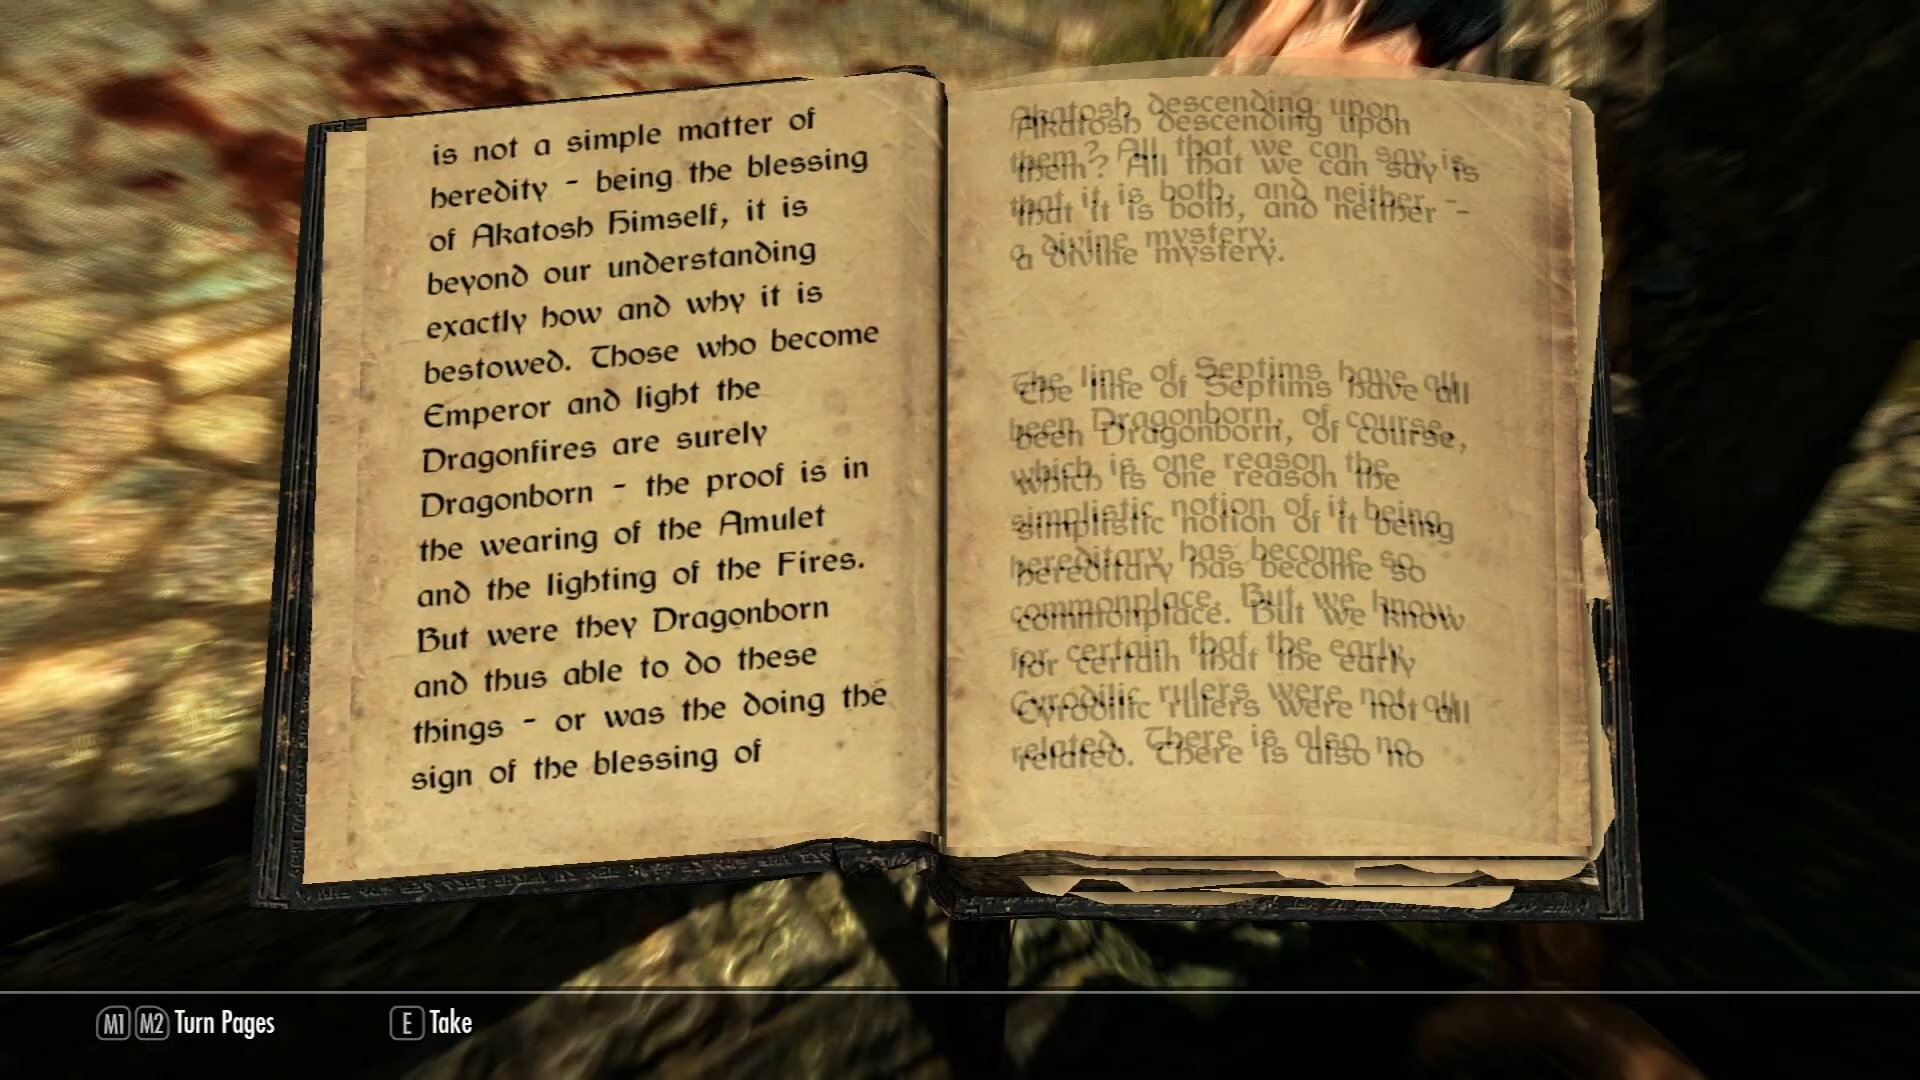 is not a simple matter of
heredity - being the blessing
of Akatosh Himself, it is
beyond our understanding
exactly how and why it is
bestowed. Those who become
Emperor and light the
Dragonfires are surely
Dragonborn - the proof is in
the wearing of the Amulet
and the lighting of the Fires.
But were they Dragonborn
and thus able to do these
things - or was the doing the
sign of the blessing of
Akatosh descending upon
them? All that we can say is
that it is both, and neither -
a divine mystery.
The line of Septims have all
been Dragonborn, of course,
which is one reason the
simplistic notion of it being
hereditary has become so
commonplace. But we know
for certain that the early
Cyrodilic rulers were not all
related. There is also no
M1 M2 Turn Pages
E Take